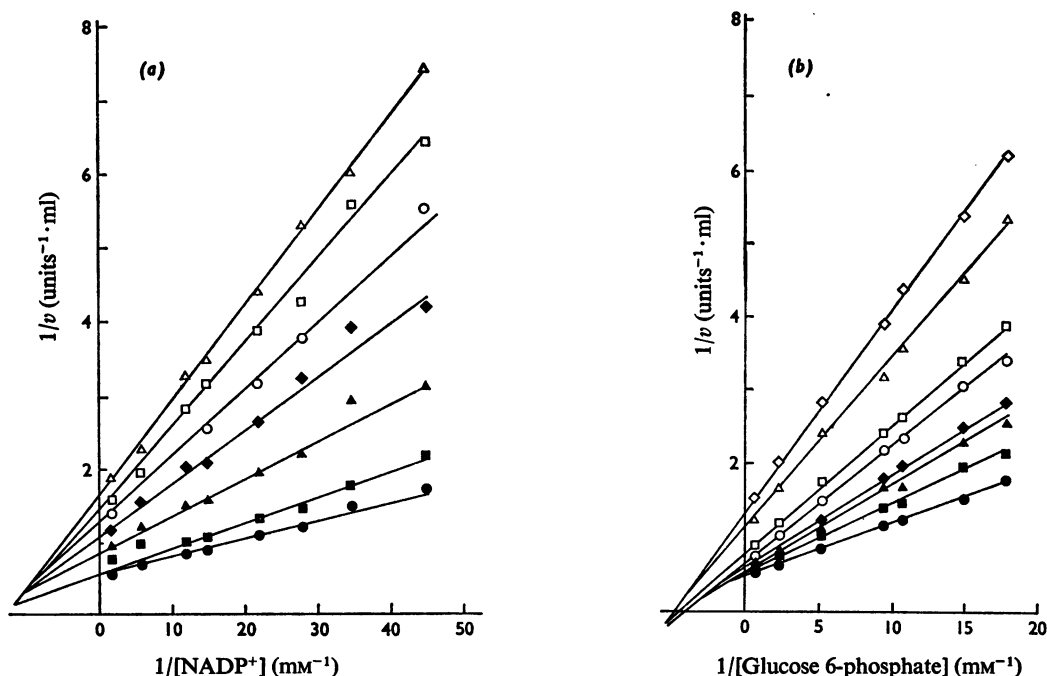 (a)
8
6
4
2
1/v (units⁻¹·ml)
0 10 20 30 40 50
1/[NADP⁺] (mM⁻¹)
(b)
8
6
4
2
1/v (units⁻¹·ml)
0 5 10 15 20
1/[Glucose 6-phosphate] (mM⁻¹)